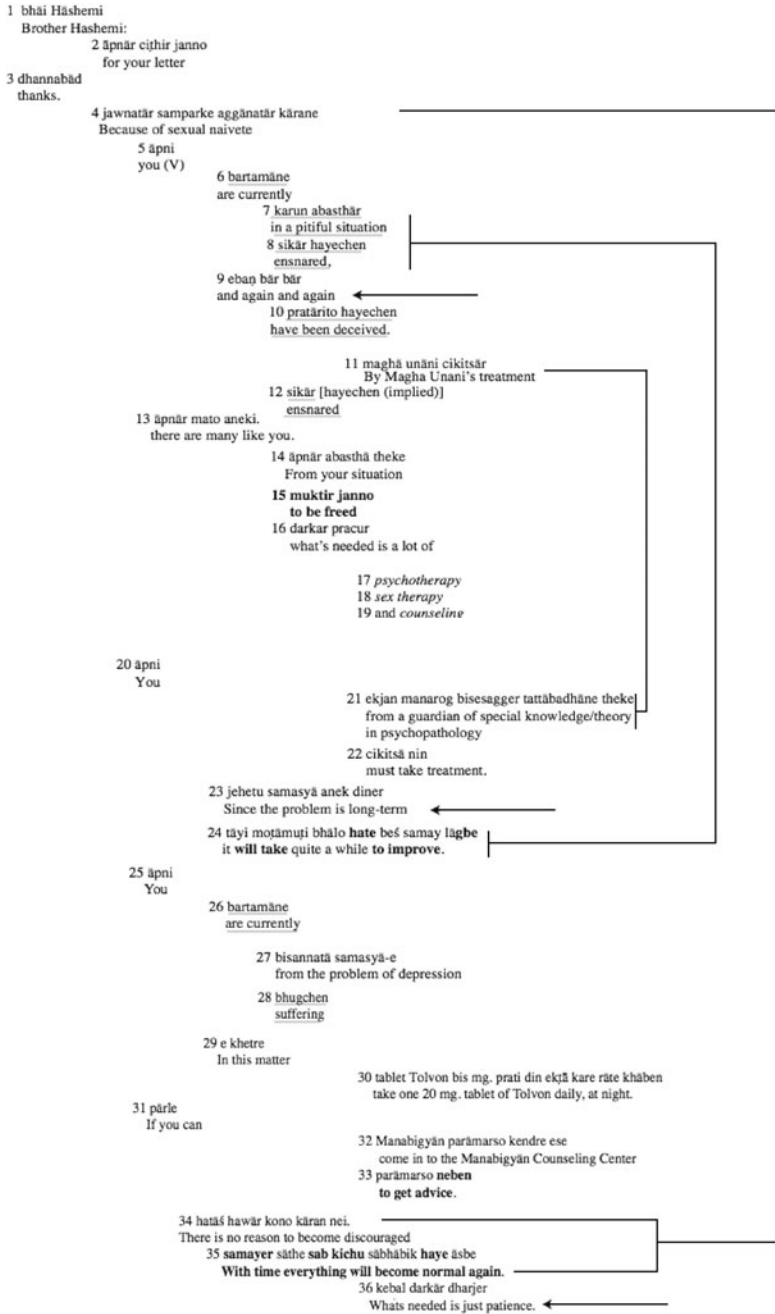 1 bhāi Hāshemi
Brother Hashemi:
2 āpnār ciṭhir janno
for your letter
3 dhannabād
thanks.
4 jawnatār samparke aggānatār kārane
Because of sexual naivete
5 āpni
you (V)
6 bartamāne
are currently
7 karun abasthār
in a pitiful situation
8 sikār hayechen
ensnared,
9 ebaṇ bār bār
and again and again
10 pratārito hayechen
have been deceived.
11 maghā unāni cikitsār
By Magha Unani's treatment
12 sikār [hayechen (implied)]
ensnared
13 āpnār mato aneki.
there are many like you.
14 āpnār abasthā theke
From your situation
15 muktir janno
to be freed
16 darkar pracur
what's needed is a lot of
17 psychotherapy
18 sex therapy
19 and counseling
20 āpni
You
21 ekjan manarog bisesagger tattābadhāne theke
from a guardian of special knowledge/theory
in psychopathology
22 cikitsā nin
must take treatment.
23 jehetu samasyā anek diner
Since the problem is long-term
24 tāyi moṭāmuṭi bhālo hate beś samay lāgbe
it will take quite a while to improve.
25 āpni
You
26 bartamāne
are currently
27 bisannatā samasyā-e
from the problem of depression
28 bhugchen
suffering
29 e khetre
In this matter
30 tablet Tolvon bis mg. prati din ekṭā kare rāte khāben
take one 20 mg. tablet of Tolvon daily, at night.
31 pārle
If you can
32 Manabigyān parāmarso kendre ese
come in to the Manabigyān Counseling Center
33 parāmarso neben
to get advice.
34 hatāś hawār kono kāran nei.
There is no reason to become discouraged
35 samayer sāthe sab kichu sābhābik haye āsbe
With time everything will become normal again.
36 kebal darkār dharjer
Whats needed is just patience.